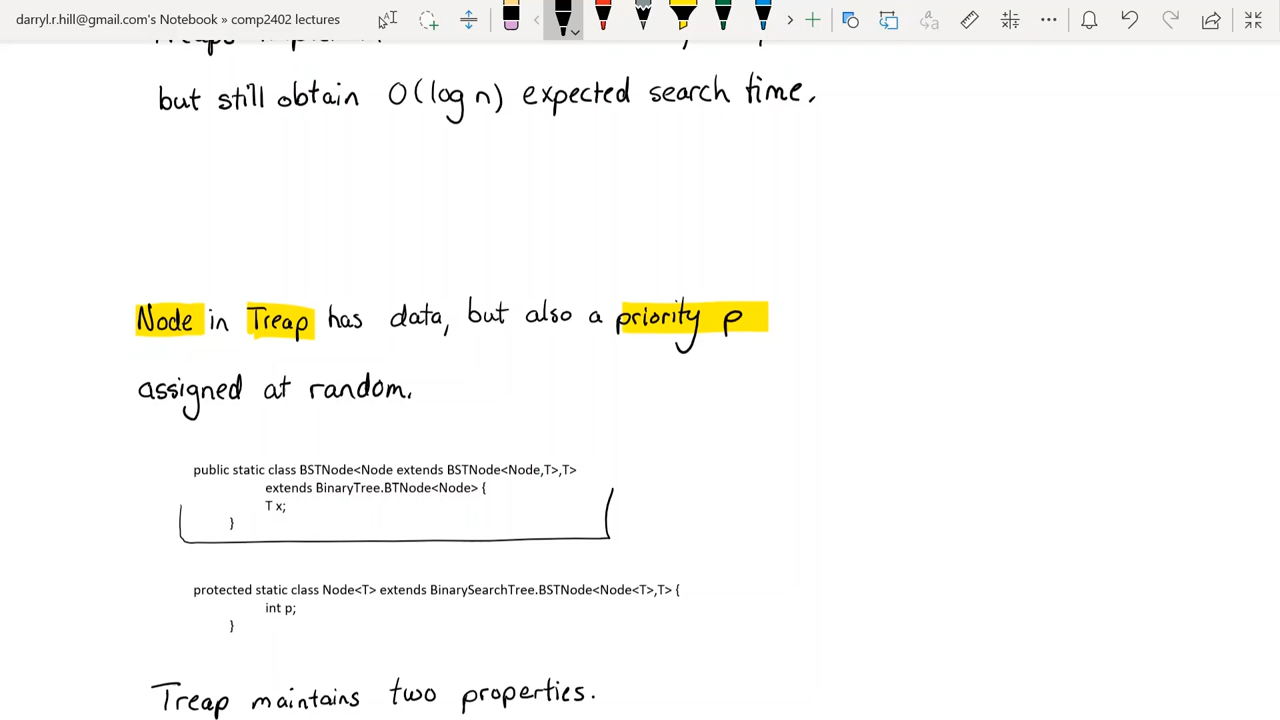 darryl.r.hill@gmail.com's Notebook » comp2402 lectures
but still obtain O(log n) expected search time.
Node in Treap has data, but also a priority p
assigned at random.
public static class BSTNode<Node extends BSTNode<Node,T>,T>
extends BinaryTree.BTNode<Node> {
T x;
}
protected static class Node<T> extends BinarySearchTree.BSTNode<Node<T>,T> {
int p;
}
Treap maintains two properties.